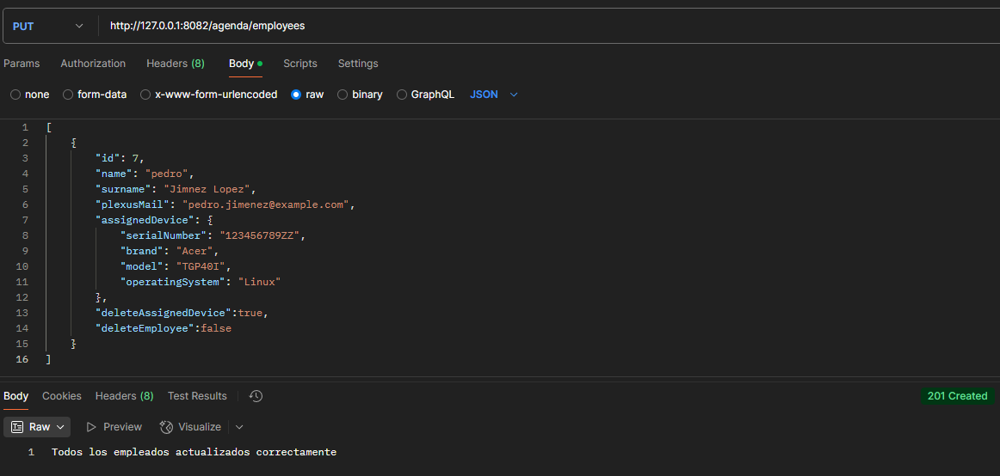 PUT http://127.0.0.1:8082/agenda/employees
Params Authorization Headers (8) Body Scripts Settings
none form-data x-www-form-urlencoded raw binary GraphQL JSON
1 [
2 {
3 "id": 7,
4 "name": "pedro",
5 "surname": "Jimnez Lopez",
6 "plexusMail": "pedro.jimenez@example.com",
7 "assignedDevice": {
8 "serialNumber": "123456789ZZ",
9 "brand": "Acer",
10 "model": "TGP40I",
11 "operatingSystem": "Linux"
12 },
13 "deleteAssignedDevice":true,
14 "deleteEmployee":false
15 }
16 ]
Body Cookies Headers (8) Test Results 201 Created
Raw Preview Visualize
1 Todos los empleados actualizados correctamente